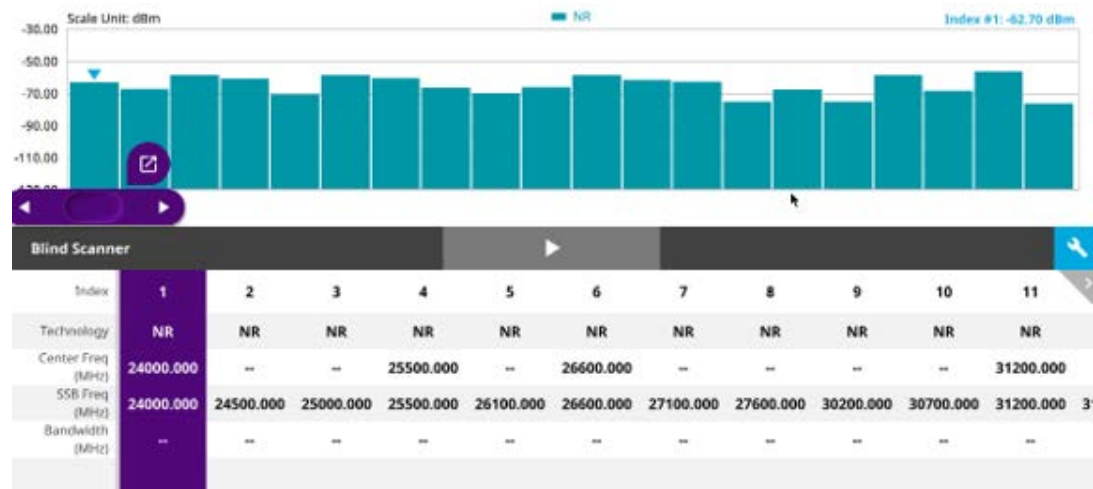 Scale Unit: dBm NR Index #1: -62.70 dBm
-30.00
-50.00
-70.00
-90.00
-110.00
Blind Scanner
Index 1 2 3 4 5 6 7 8 9 10 11
Technology NR NR NR NR NR NR NR NR NR NR NR
Center Freq (MHz) 24000.000 -- -- 25500.000 -- 26600.000 -- -- -- -- 31200.000
SSB Freq (MHz) 24000.000 24500.000 25000.000 25500.000 26100.000 26600.000 27100.000 27600.000 30200.000 30700.000 31200.000 31
Bandwidth (MHz) -- -- -- -- -- -- -- -- -- -- --